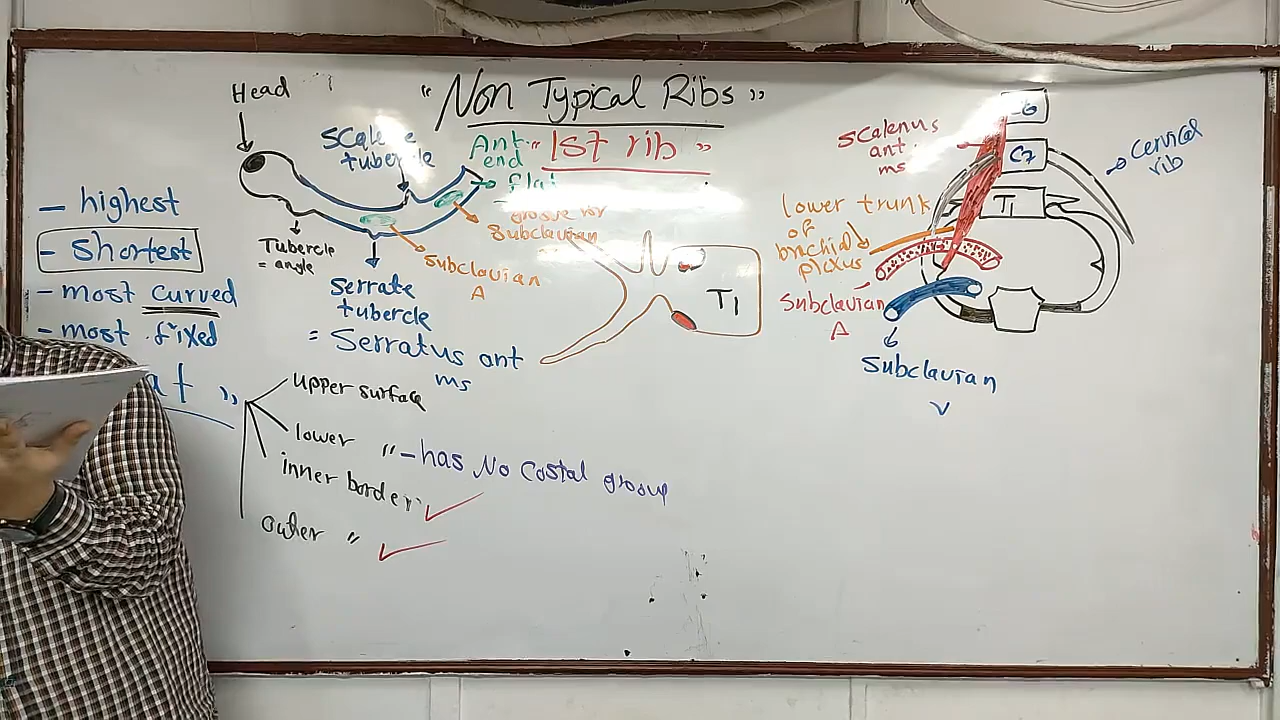 " Non Typical Ribs "
" 1st rib "
Head
Scalene
tubercle
Ant.
end
flat
groove for
Subclavian
Subclavian
A
Tubercle
= angle
Serrate
tubercle
= Serratus ant
ms
- highest
- shortest
- most curved
- most fixed
at "
upper surface
lower " - has No Costal groove
inner border
outer "
T1
Scalenus
ant.
ms
C6
C7
T1
Cervical
rib
lower trunk
of
brachial
plexus
Subclavian
A
Subclavian
V